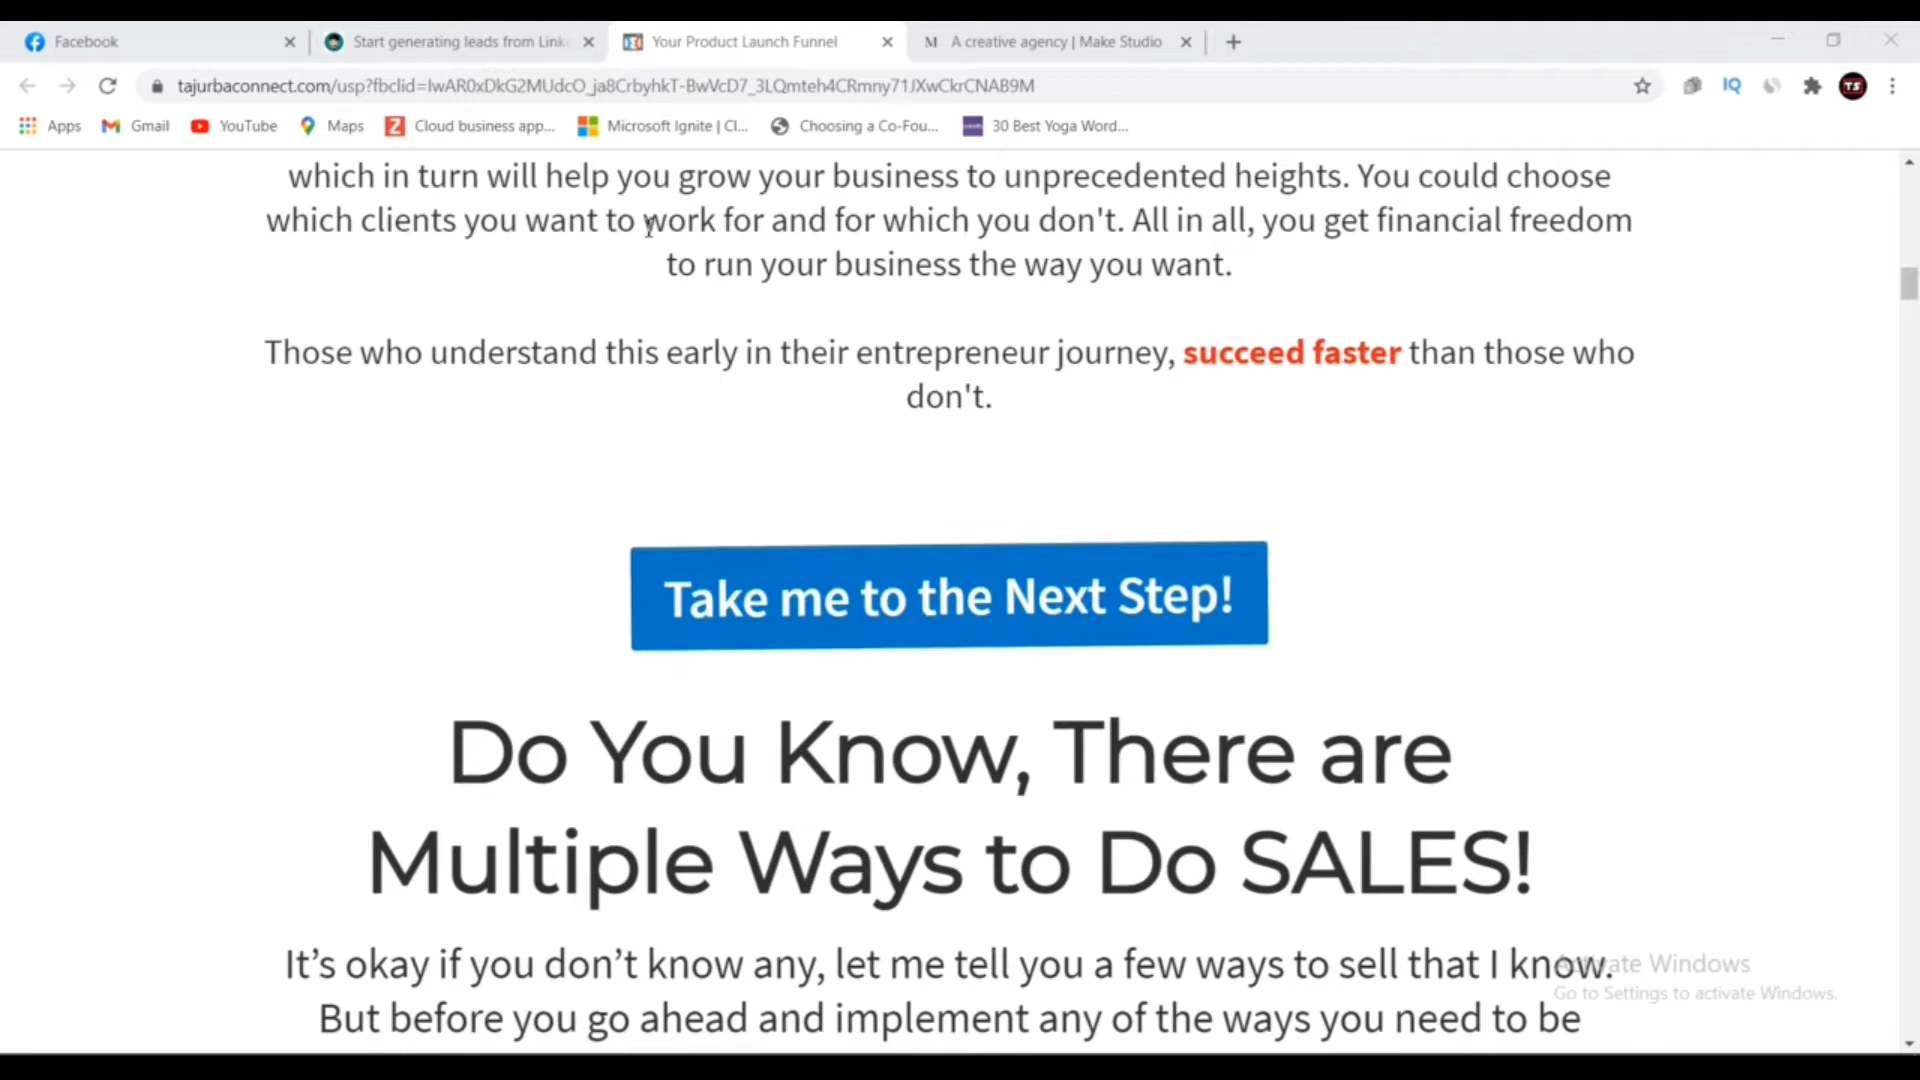 Facebook
Start generating leads from Link
Your Product Launch Funnel
M A creative agency | Make Studio
tajurbaconnect.com/usp?fbclid=IwAR0xDkG2MUdcO_ja8CrbyhkT-BwVcD7_3LQmteh4CRmny71JXwCkrCNAB9M
IQ
TS
Apps
Gmail
YouTube
Maps
Cloud business app...
Microsoft Ignite | Cl...
Choosing a Co-Fou...
30 Best Yoga Word...
which in turn will help you grow your business to unprecedented heights. You could choose
which clients you want to work for and for which you don't. All in all, you get financial freedom
to run your business the way you want.
Those who understand this early in their entrepreneur journey, succeed faster than those who
don't.
Take me to the Next Step!
Do You Know, There are
Multiple Ways to Do SALES!
It’s okay if you don’t know any, let me tell you a few ways to sell that I know.
But before you go ahead and implement any of the ways you need to be
Activate Windows
Go to Settings to activate Windows.